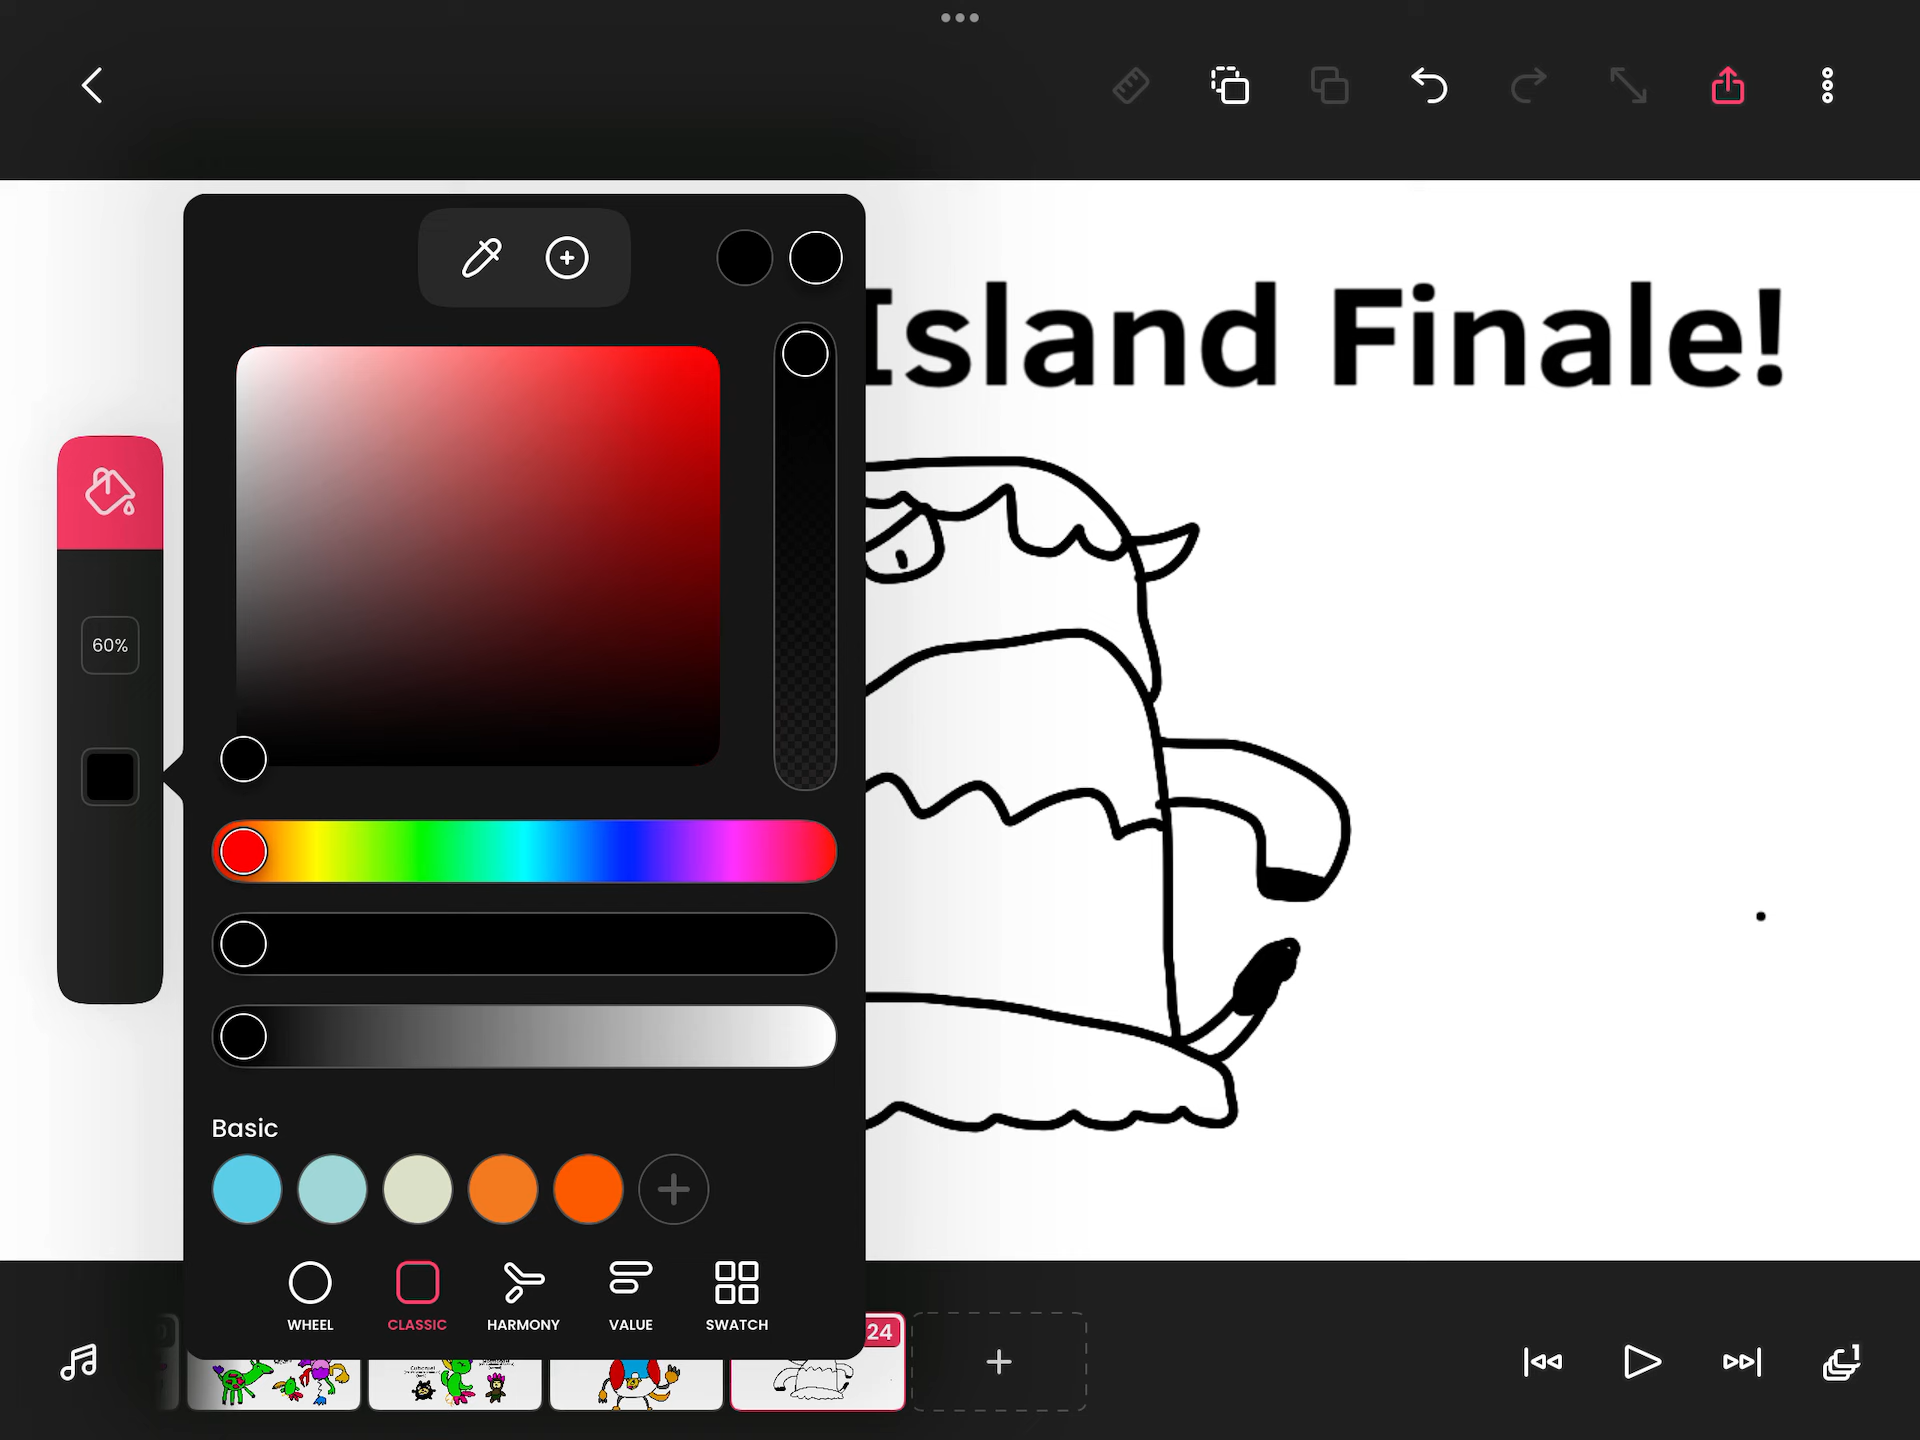 Island Finale!
60%
Basic
WHEEL
CLASSIC
HARMONY
VALUE
SWATCH
24